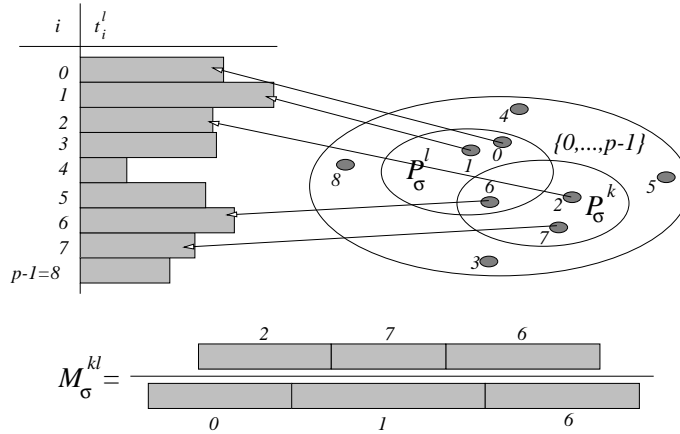 i t_i^l
0
1
2
3
4
5
6
7
p-1=8
4
{0,...,p-1}
0
1
P_σ^l
8
6
5
2
P_σ^k
7
3
2 7 6
M_σ^{kl} =
0 1 6